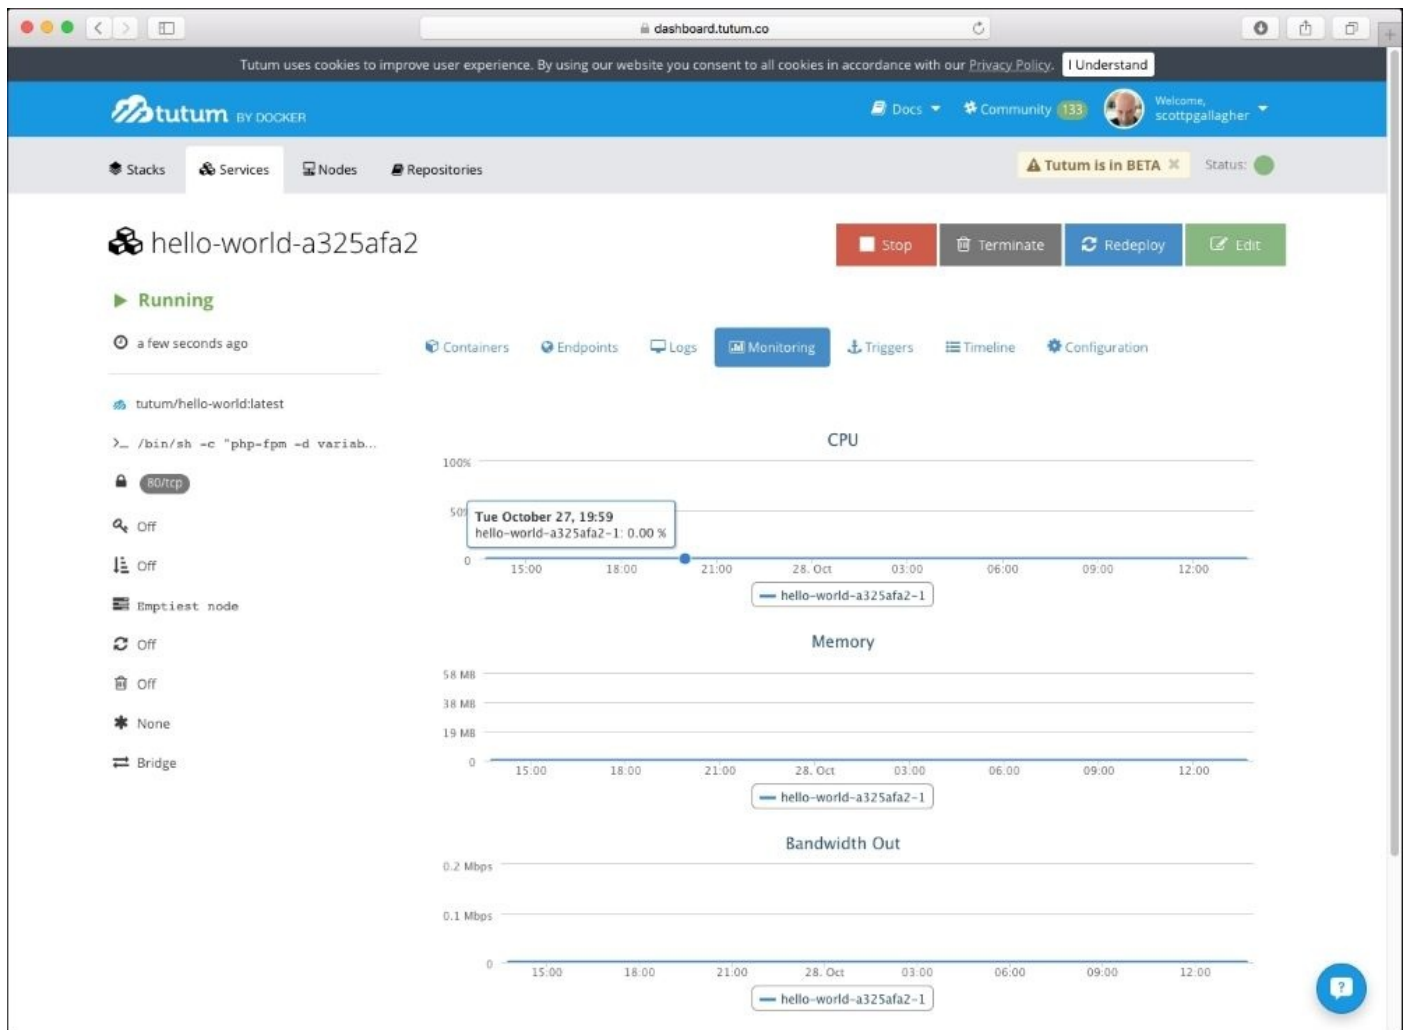 dashboard.tutum.co
Tutum uses cookies to improve user experience. By using our website you consent to all cookies in accordance with our Privacy Policy. I Understand
tutum BY DOCKER
Docs
Community 133
Welcome,
scottpgallagher
Stacks
Services
Nodes
Repositories
Tutum is in BETA
Status:
hello-world-a325afa2
Stop
Terminate
Redeploy
Edit
Running
a few seconds ago
Containers
Endpoints
Logs
Monitoring
Triggers
Timeline
Configuration
tutum/hello-world:latest
>_ /bin/sh -c "php-fpm -d variab...
80/tcp
Off
Off
Emptiest node
Off
Off
None
Bridge
CPU
100%
50%
Tue October 27, 19:59
hello-world-a325afa2-1: 0.00 %
0
15:00 18:00 21:00 28. Oct 03:00 06:00 09:00 12:00
hello-world-a325afa2-1
Memory
58 MB
38 MB
19 MB
0
15:00 18:00 21:00 28. Oct 03:00 06:00 09:00 12:00
hello-world-a325afa2-1
Bandwidth Out
0.2 Mbps
0.1 Mbps
0
15:00 18:00 21:00 28. Oct 03:00 06:00 09:00 12:00
hello-world-a325afa2-1